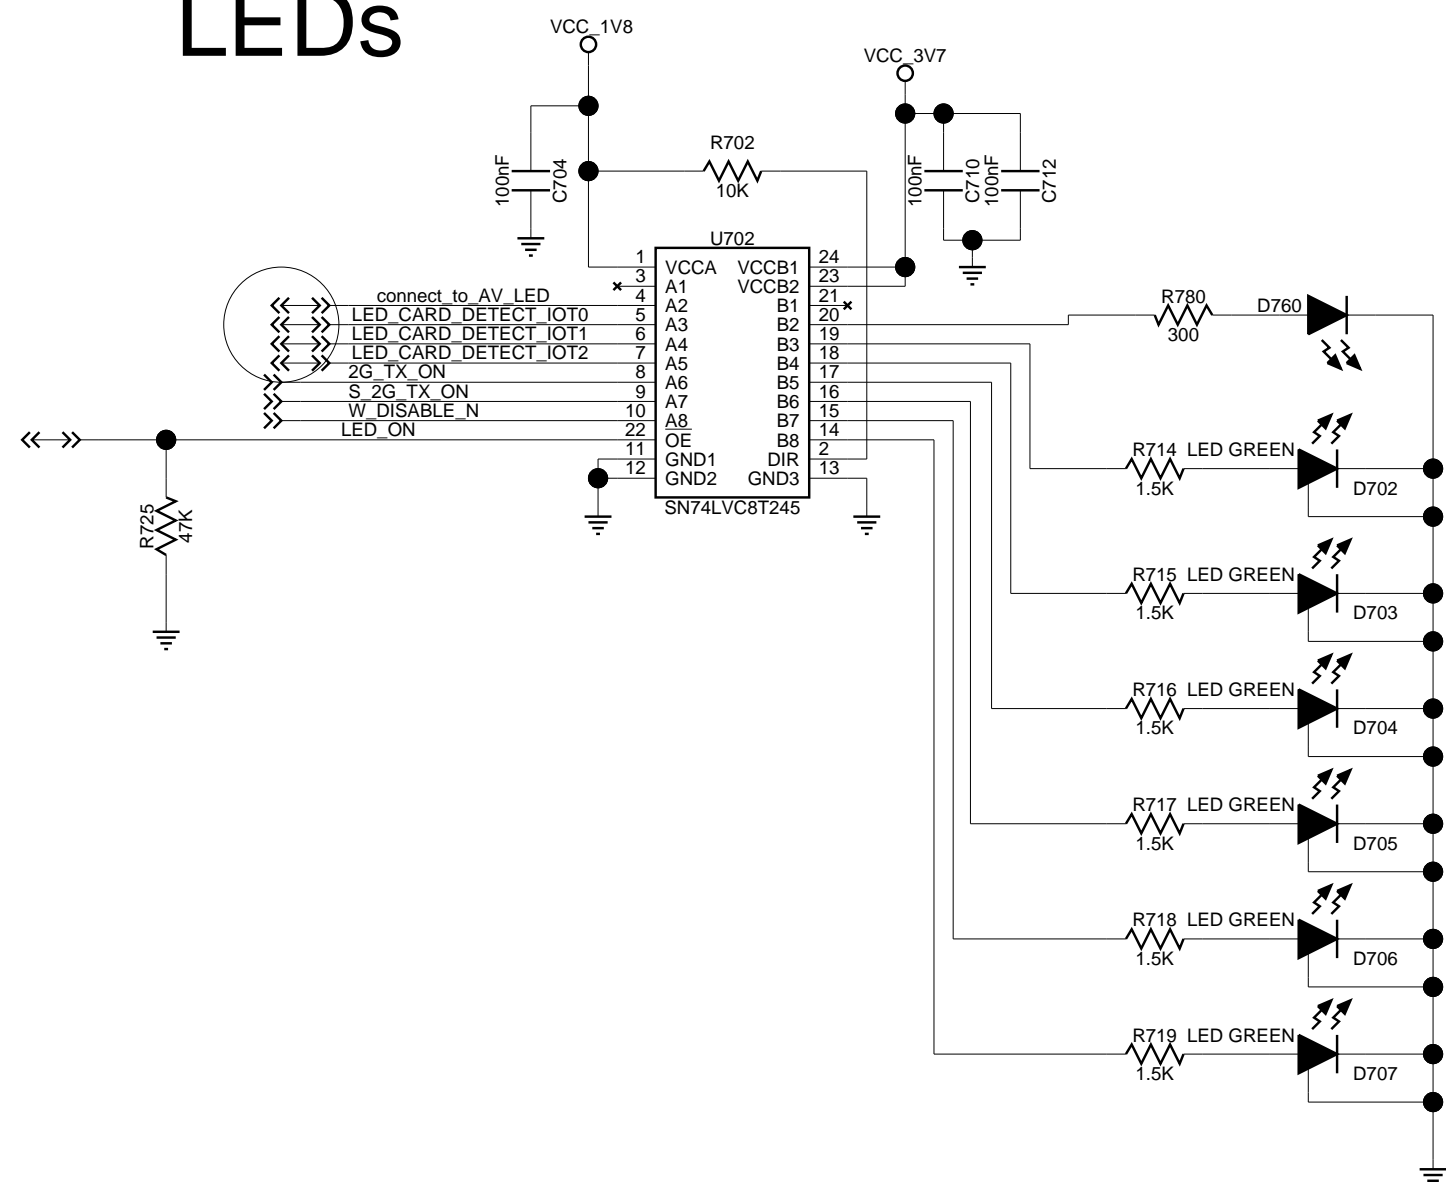 LEDs
VCC_1V8
VCC_3V7
R702
10K
100nF
C704
100nF
C710
100nF
C712
U702
1 VCCA VCCB1 24
3 A1 VCCB2 23
connect_to_AV_LED 4 A2 B1 21
LED_CARD_DETECT_IOT0 5 A3 B2 20
LED_CARD_DETECT_IOT1 6 A4 B3 19
LED_CARD_DETECT_IOT2 7 A5 B4 18
2G_TX_ON 8 A6 B5 17
S_2G_TX_ON 9 A7 B6 16
W_DISABLE_N 10 A8 B7 15
LED_ON 22 OE B8 14
11 GND1 DIR 2
12 GND2 GND3 13
SN74LVC8T245
R725
47K
R780
300
D760
R714 LED GREEN
1.5K
D702
R715 LED GREEN
1.5K
D703
R716 LED GREEN
1.5K
D704
R717 LED GREEN
1.5K
D705
R718 LED GREEN
1.5K
D706
R719 LED GREEN
1.5K
D707